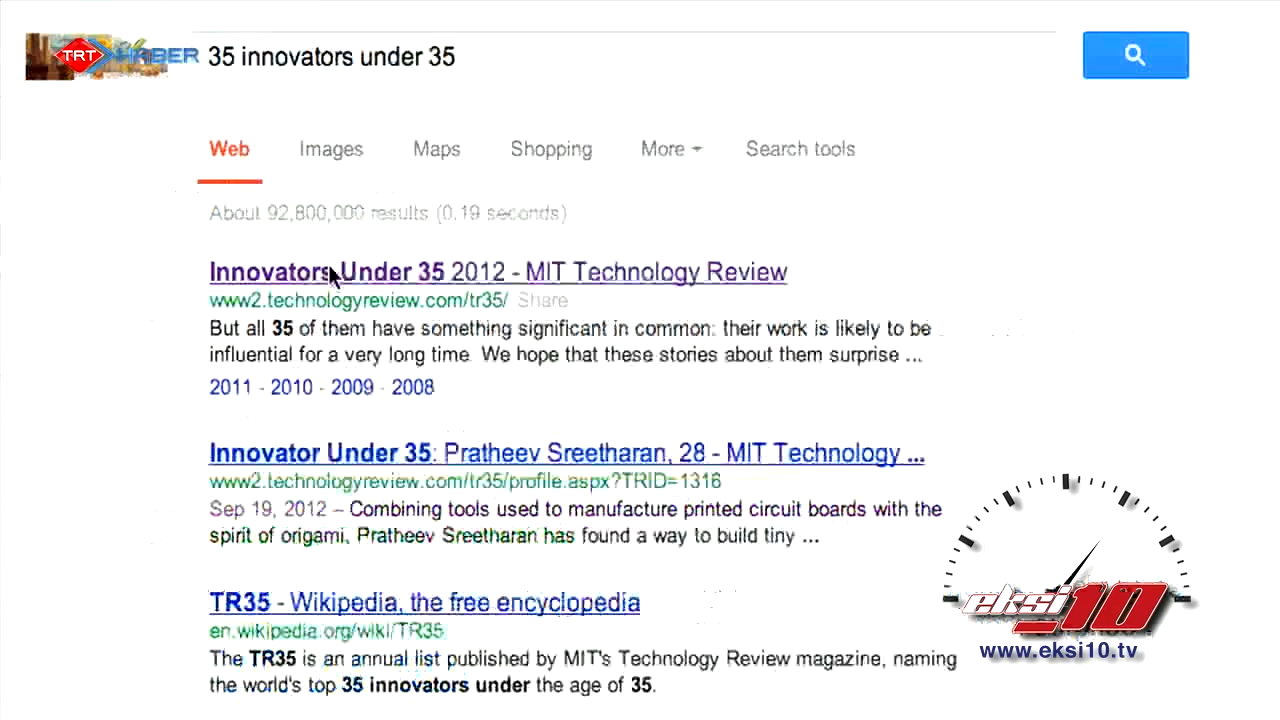 TRT HABER
35 innovators under 35
Web Images Maps Shopping More Search tools
About 92,800,000 results (0.19 seconds)
Innovators Under 35 2012 - MIT Technology Review
www2.technologyreview.com/tr35/ Share
But all 35 of them have something significant in common: their work is likely to be
influential for a very long time. We hope that these stories about them surprise ...
2011 - 2010 - 2009 - 2008
Innovator Under 35: Pratheev Sreetharan, 28 - MIT Technology ...
www2.technologyreview.com/tr35/profile.aspx?TRID=1316
Sep 19, 2012 – Combining tools used to manufacture printed circuit boards with the
spirit of origami, Pratheev Sreetharan has found a way to build tiny ...
TR35 - Wikipedia, the free encyclopedia
en.wikipedia.org/wiki/TR35
The TR35 is an annual list published by MIT's Technology Review magazine, naming
the world's top 35 innovators under the age of 35.
eksi10
www.eksi10.tv